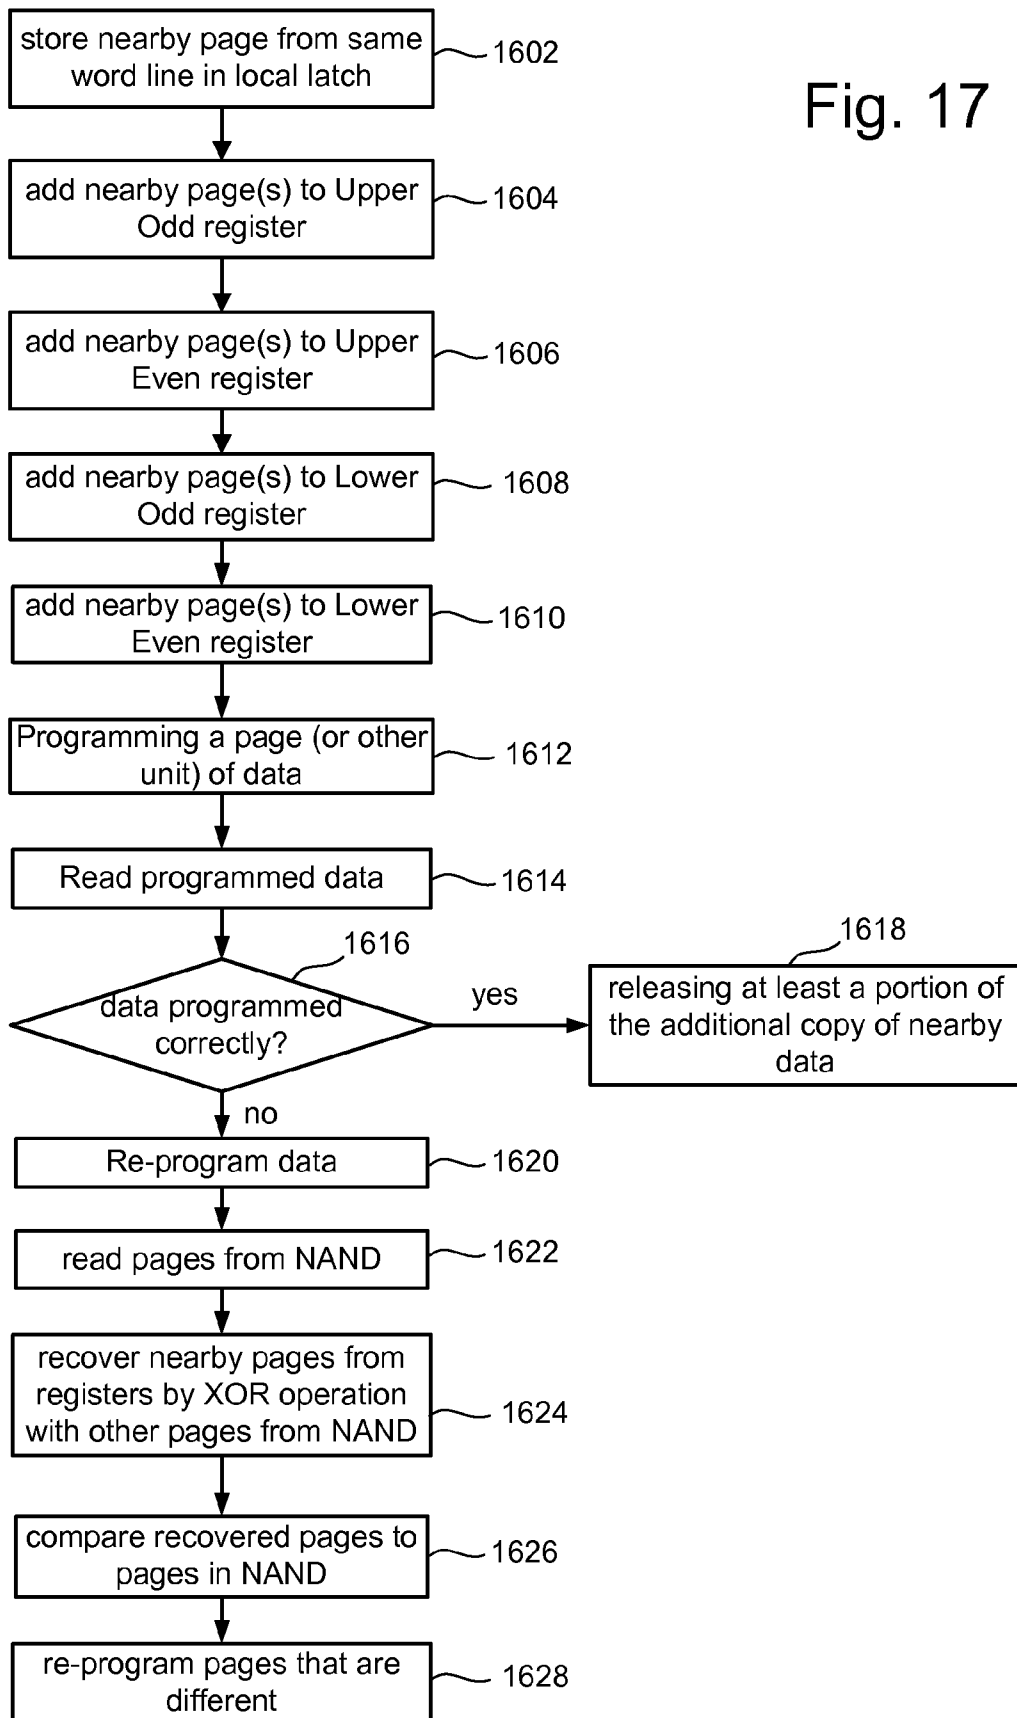 store nearby page from same
word line in local latch
1602
Fig. 17
add nearby page(s) to Upper
Odd register
1604
add nearby page(s) to Upper
Even register
1606
add nearby page(s) to Lower
Odd register
1608
add nearby page(s) to Lower
Even register
1610
Programming a page (or other
unit) of data
1612
Read programmed data
1614
1616
data programmed
correctly?
yes
1618
releasing at least a portion of
the additional copy of nearby
data
no
Re-program data
1620
read pages from NAND
1622
recover nearby pages from
registers by XOR operation
with other pages from NAND
1624
compare recovered pages to
pages in NAND
1626
re-program pages that are
different
1628